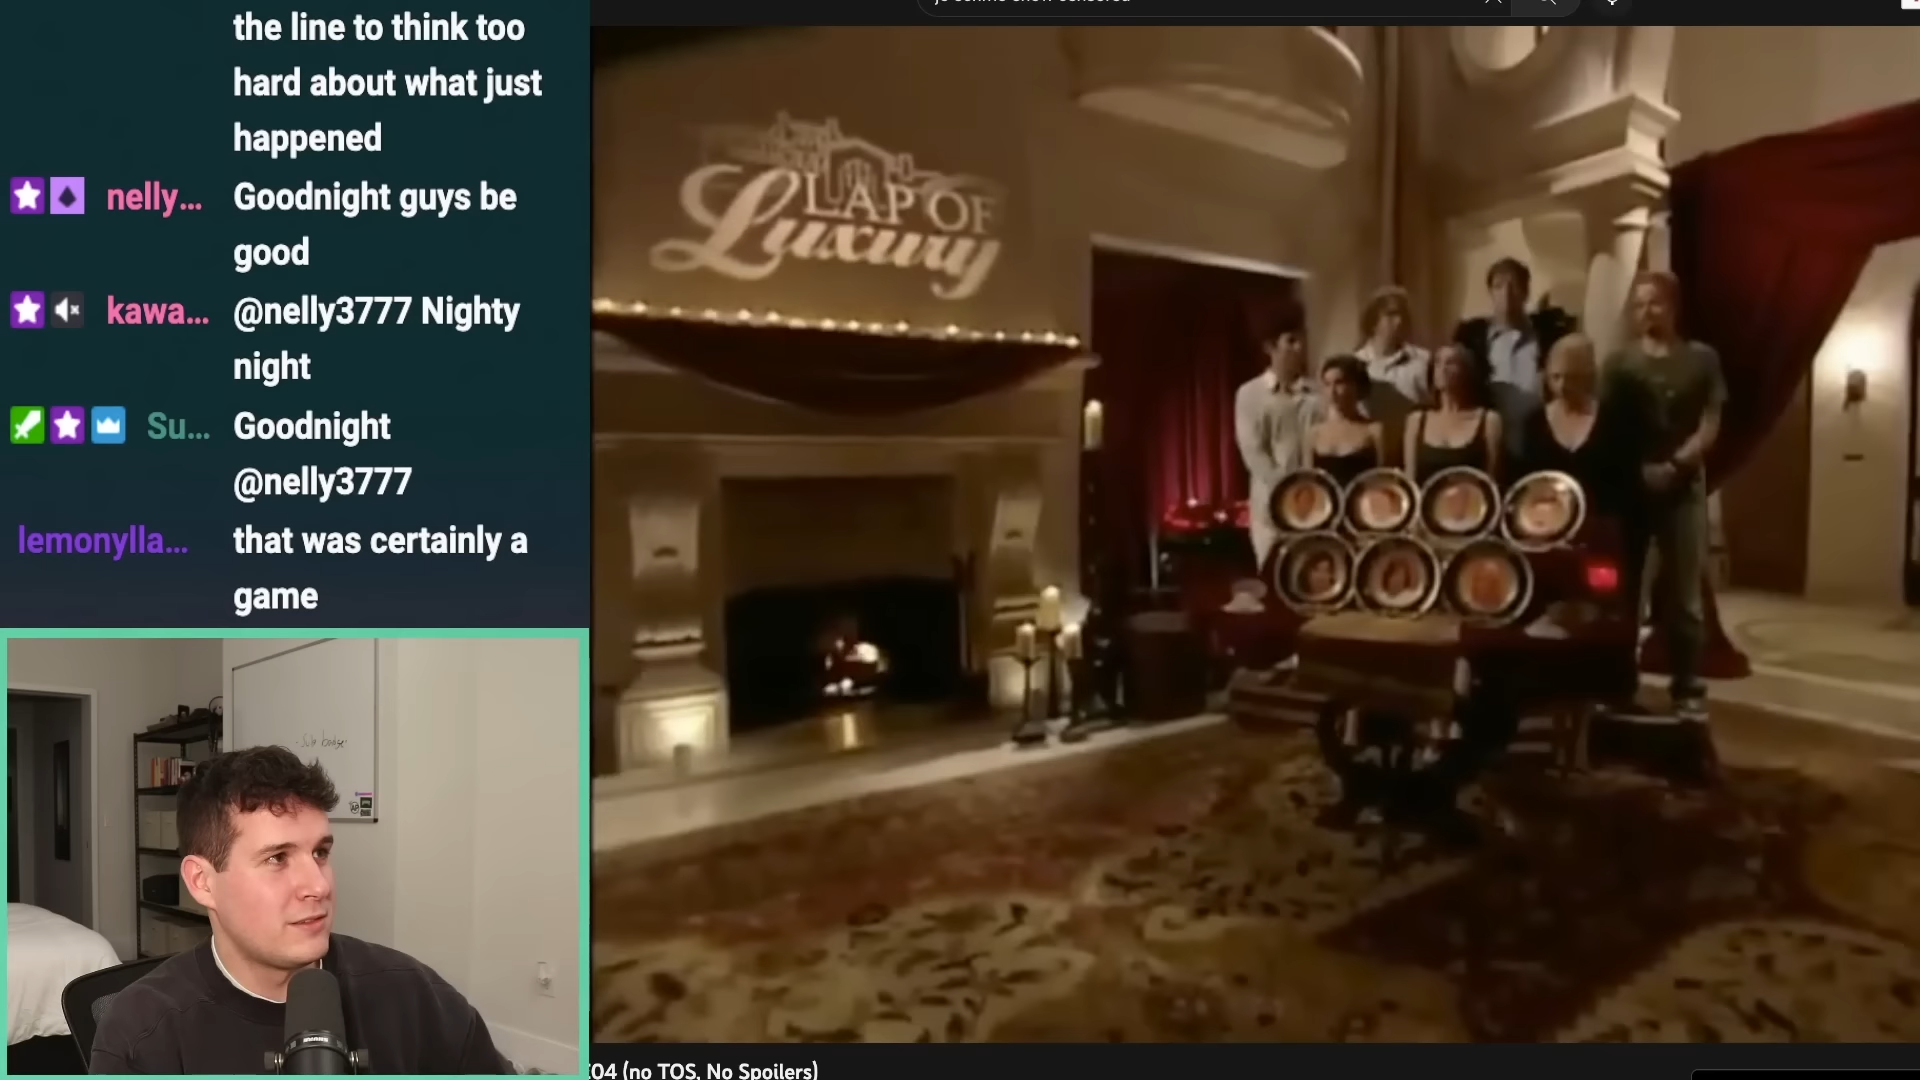 the line to think too
hard about what just
happened
nelly... Goodnight guys be
good
kawa... @nelly3777 Nighty
night
Su... Goodnight
@nelly3777
lemonylla... that was certainly a
game
LAP OF
Luxury
04 (no TOS, No Spoilers)